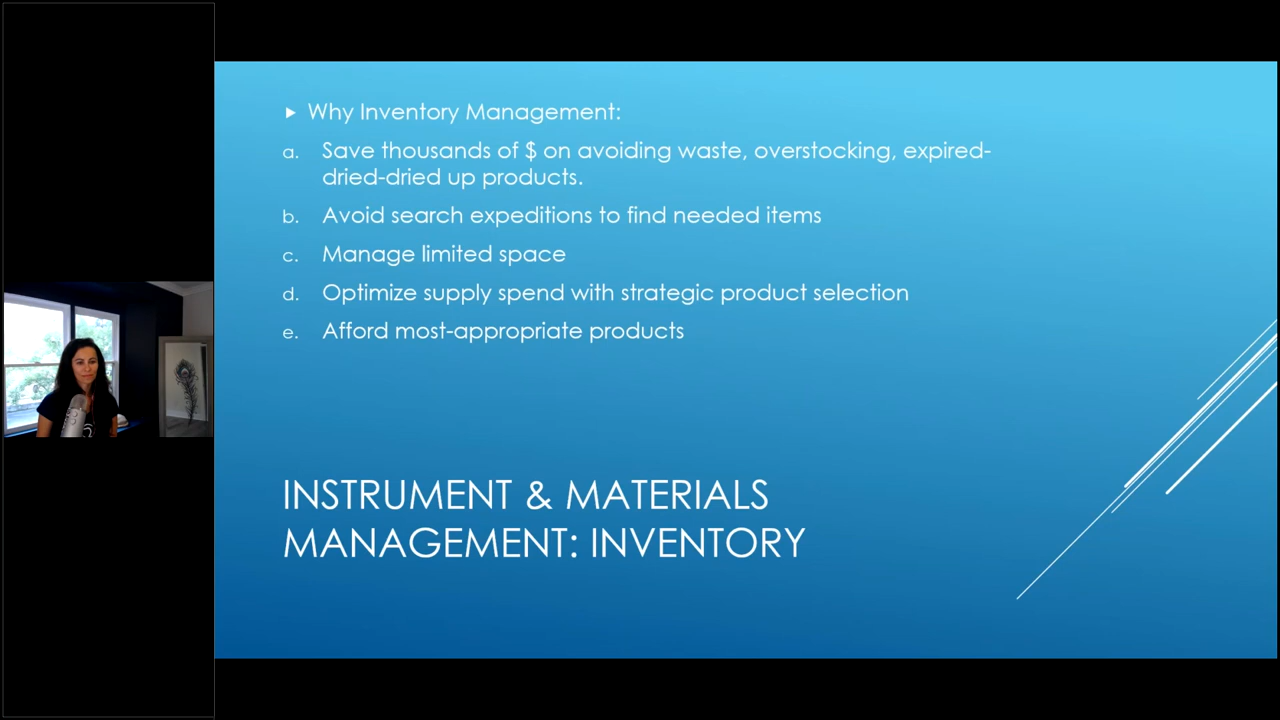 Why Inventory Management:
a. Save thousands of $ on avoiding waste, overstocking, expired-
dried-dried up products.
b. Avoid search expeditions to find needed items
c. Manage limited space
d. Optimize supply spend with strategic product selection
e. Afford most-appropriate products
INSTRUMENT & MATERIALS
MANAGEMENT: INVENTORY